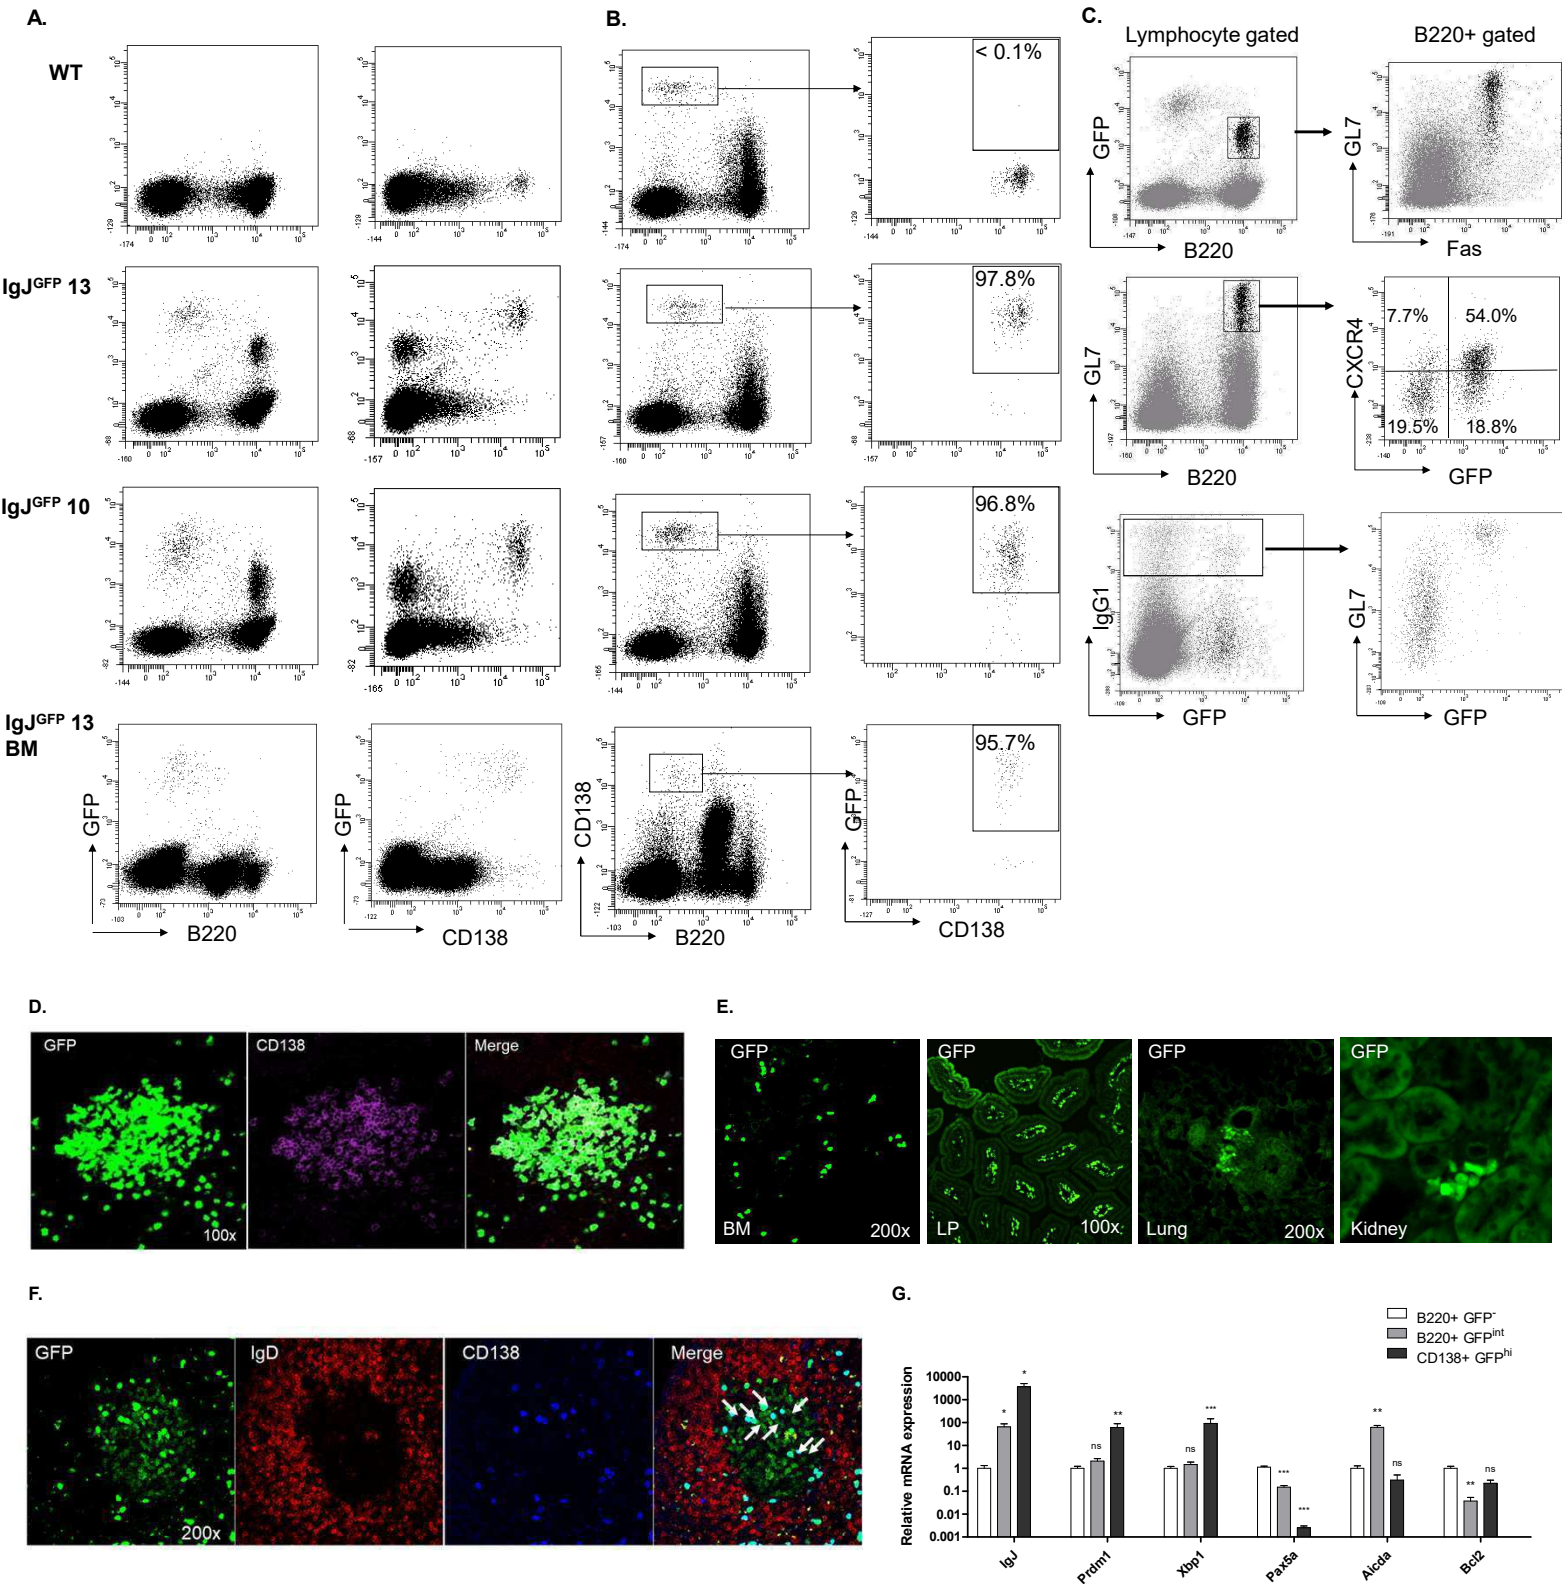 A.
B.
C.
Lymphocyte gated
B220+ gated
WT
< 0.1%
GFP
B220
GL7
Fas
IgJGFP 13
97.8%
GL7
B220
CXCR4
GFP
7.7%
54.0%
19.5%
18.8%
IgJGFP 10
96.8%
IgG1
GFP
GL7
GFP
IgJGFP 13
BM
95.7%
GFP
B220
GFP
CD138
CD138
B220
GFP
CD138
D.
GFP
CD138
Merge
100x
E.
GFP
GFP
GFP
GFP
BM
200x
LP
100x
Lung
200x
Kidney
F.
GFP
IgD
CD138
Merge
200x
G.
B220+ GFP-
B220+ GFPint
CD138+ GFPhi
Relative mRNA expression
10000
1000
100
10
1
0.1
0.01
0.001
*
*
ns
**
ns
***
***
***
**
ns
**
ns
IgJ
Prdm1
Xbp1
Pax5a
Aicda
Bcl2